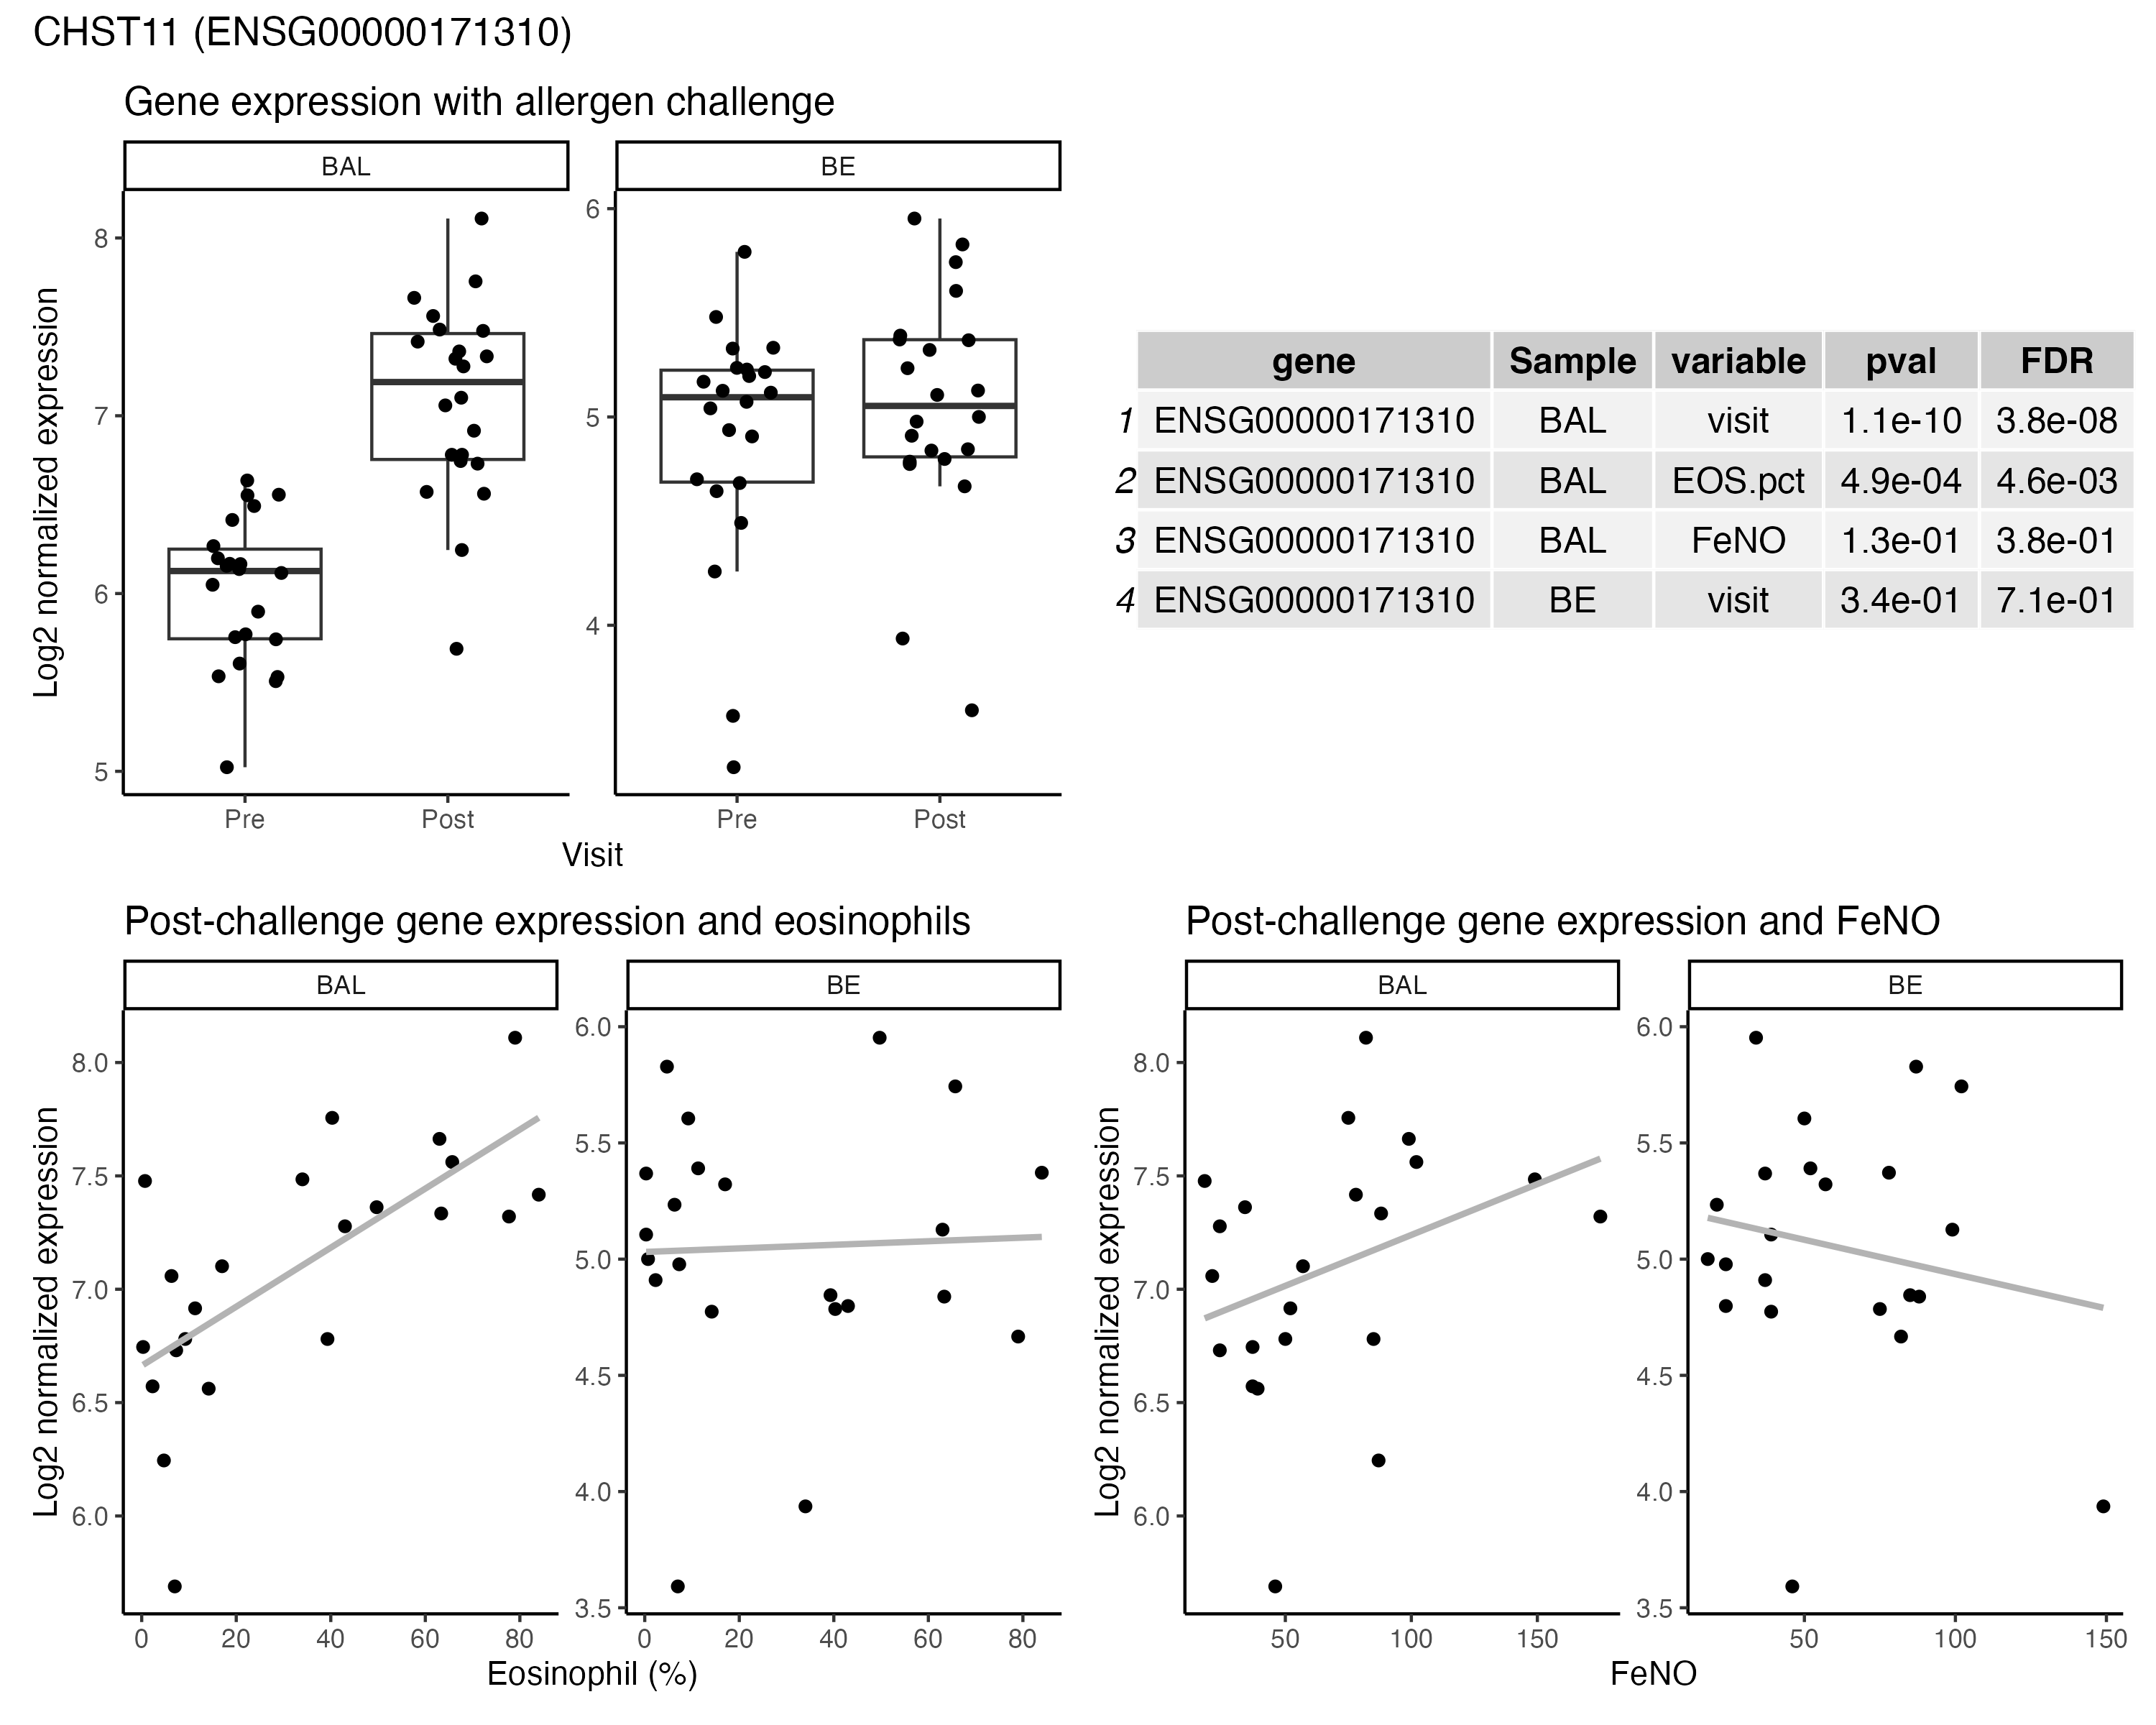 CHST11 (ENSG00000171310)
Gene expression with allergen challenge
BAL
BE
Log2 normalized expression
8
7
6
5
6
5
4
Pre
Post
Pre
Post
Visit
gene Sample variable pval FDR
1 ENSG00000171310 BAL visit 1.1e-10 3.8e-08
2 ENSG00000171310 BAL EOS.pct 4.9e-04 4.6e-03
3 ENSG00000171310 BAL FeNO 1.3e-01 3.8e-01
4 ENSG00000171310 BE visit 3.4e-01 7.1e-01
Post-challenge gene expression and eosinophils
BAL
BE
Log2 normalized expression
8.0
7.5
7.0
6.5
6.0
6.0
5.5
5.0
4.5
4.0
3.5
0 20 40 60 80
0 20 40 60 80
Eosinophil (%)
Post-challenge gene expression and FeNO
BAL
BE
Log2 normalized expression
8.0
7.5
7.0
6.5
6.0
6.0
5.5
5.0
4.5
4.0
3.5
50 100 150
50 100 150
FeNO